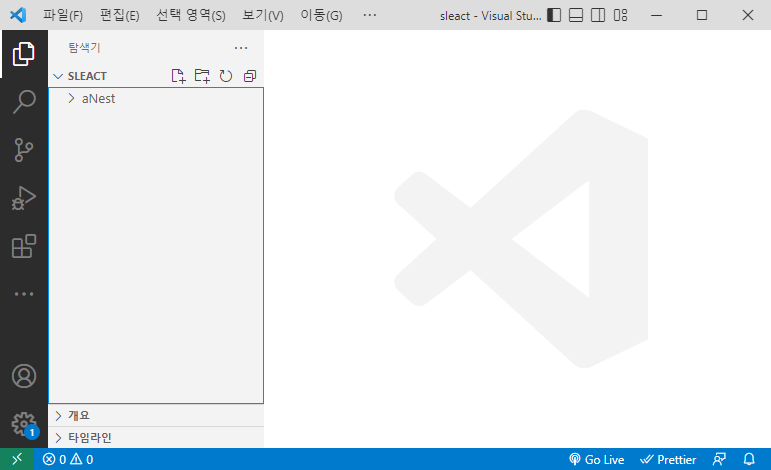 파일(F) 편집(E) 선택 영역(S) 보기(V) 이동(G) ··· sleact - Visual Stu...
탐색기 ···
SLEACT
aNest
개요
타임라인
1
0 0 Go Live Prettier